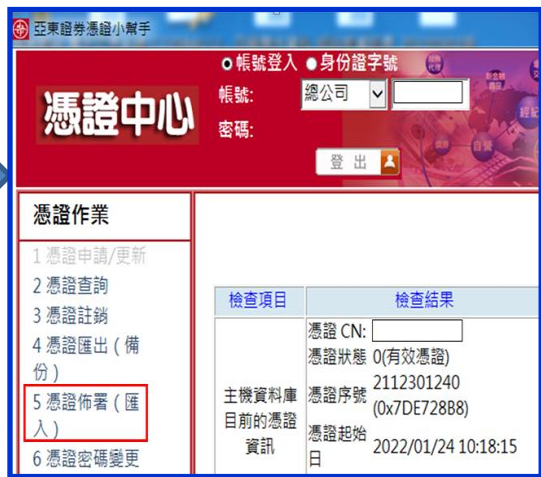 亞東證券憑證小幫手
憑證中心
帳號登入 身份證字號
帳號: 總公司
密碼:
登 出
憑證作業
1 憑證申請/更新
2 憑證查詢
3 憑證註銷
4 憑證匯出 ( 備
份 )
5 憑證佈署 ( 匯
入 )
6 憑證密碼變更
檢查項目 檢查結果
主機資料庫
目前的憑證
資訊
憑證 CN:
憑證狀態 0(有效憑證)
憑證序號 2112301240
(0x7DE728B8)
憑證起始
日 2022/01/24 10:18:15
自營